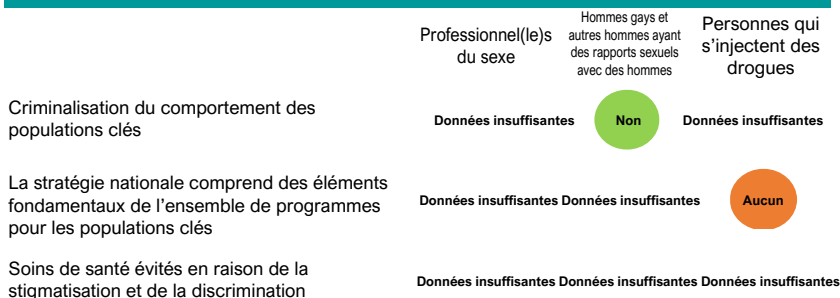 Professionnel(le)s
du sexe
Hommes gays et
autres hommes ayant
des rapports sexuels
avec des hommes
Personnes qui
s'injectent des
drogues
Criminalisation du comportement des
populations clés
Données insuffisantes
Non
Données insuffisantes
La stratégie nationale comprend des éléments
fondamentaux de l'ensemble de programmes
pour les populations clés
Données insuffisantes
Données insuffisantes
Aucun
Soins de santé évités en raison de la
stigmatisation et de la discrimination
Données insuffisantes
Données insuffisantes
Données insuffisantes